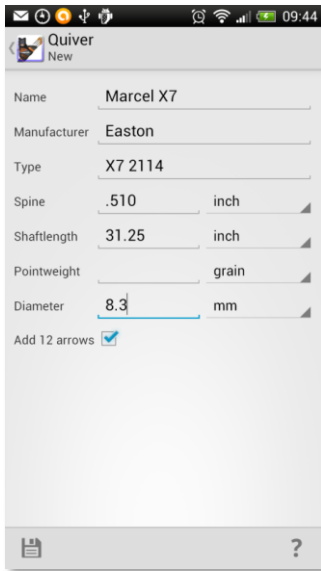 09:44
Quiver
New
Name Marcel X7
Manufacturer Easton
Type X7 2114
Spine .510 inch
Shaftlength 31.25 inch
Pointweight grain
Diameter 8.3 mm
Add 12 arrows
?